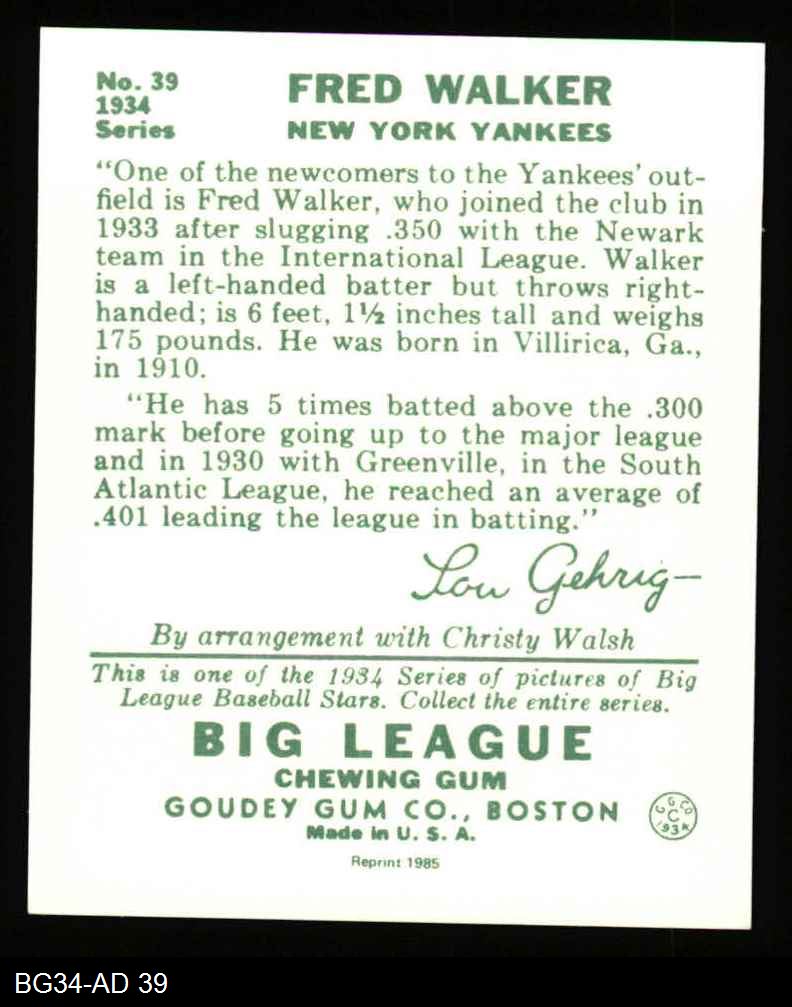 No. 39
1934
Series
FRED WALKER
NEW YORK YANKEES
"One of the newcomers to the Yankees' out-
field is Fred Walker, who joined the club in
1933 after slugging .350 with the Newark
team in the International League. Walker
is a left-handed batter but throws right-
handed; is 6 feet, 1½ inches tall and weighs
175 pounds. He was born in Villirica, Ga.,
in 1910.
"He has 5 times batted above the .300
mark before going up to the major league
and in 1930 with Greenville, in the South
Atlantic League, he reached an average of
.401 leading the league in batting."
Lou Gehrig
By arrangement with Christy Walsh
This is one of the 1934 Series of pictures of Big
League Baseball Stars. Collect the entire series.
BIG LEAGUE
CHEWING GUM
GOUDEY GUM CO., BOSTON
Made in U. S. A.
G G CO
C
1934
Reprint 1985
BG34-AD 39